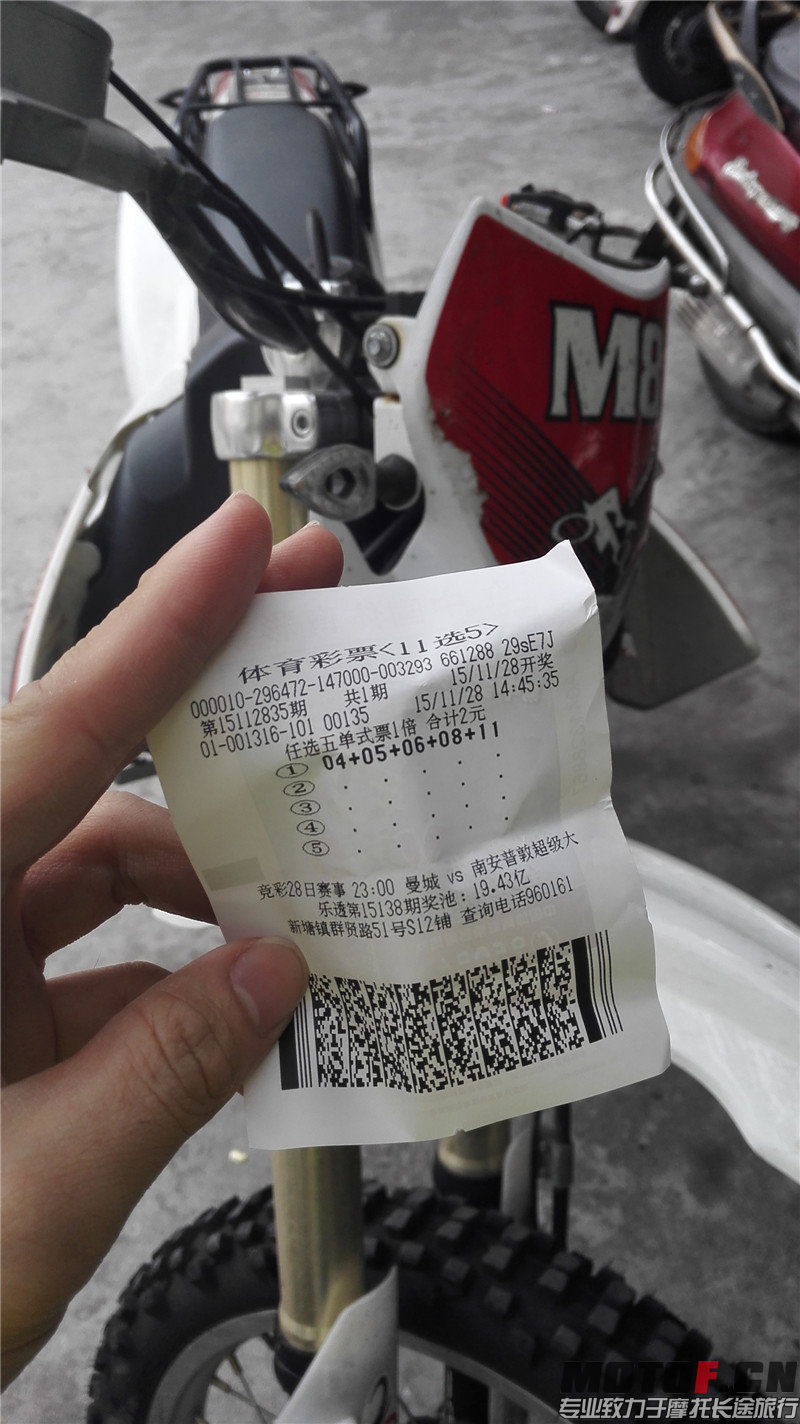 M8
体育彩票<11选5>
000010-296472-147000-003293 661288 29sE7J
第15112835期 共1期 15/11/28开奖
01-001316-101 00135 15/11/28 14:45:35
任选五单式票1倍 合计2元
① 04+05+06+08+11
② . . . . .
③ . . . . .
④ . . . . .
⑤ . . . . .
竞彩28日赛事 23:00 曼城 vs 南安普敦超级大
乐透第15138期奖池：19.43亿
新塘镇群贤路51号S12铺 查询电话960161
MOTOF.CN
专业致力于摩托长途旅行